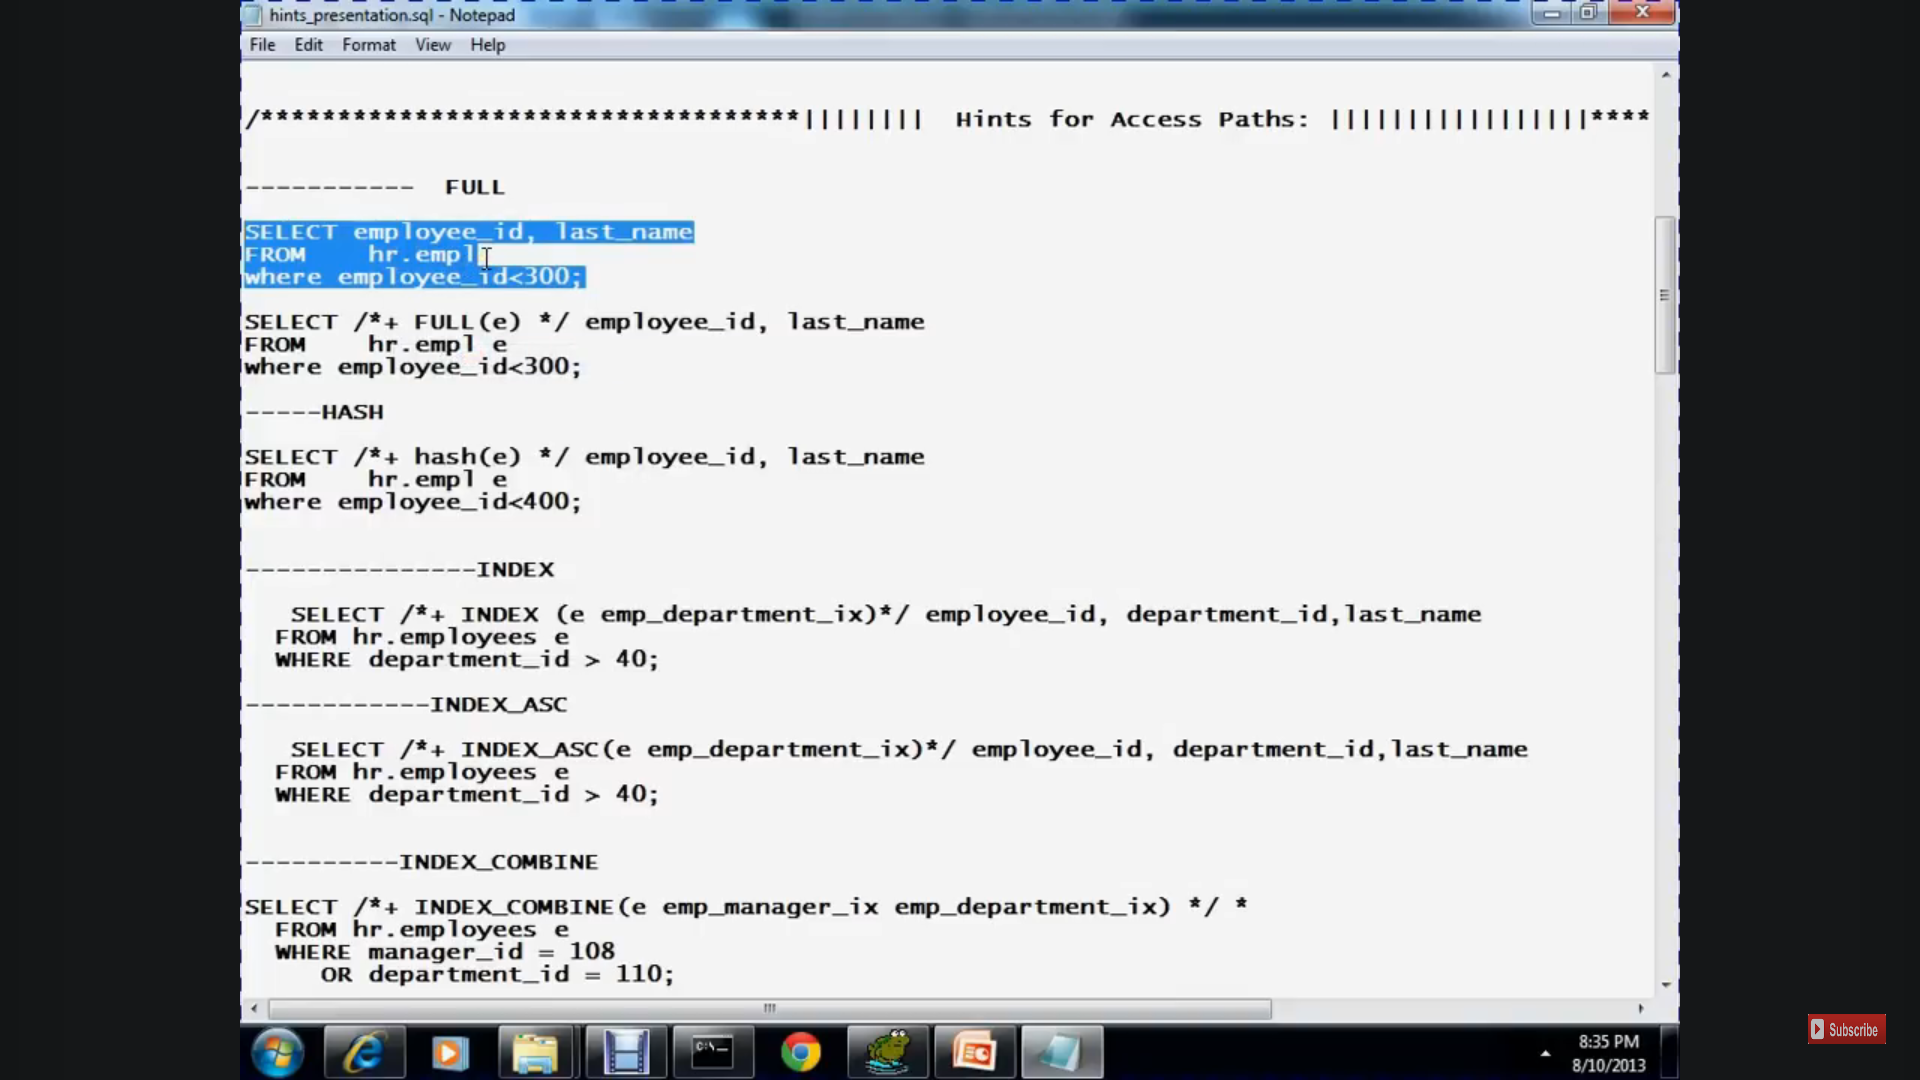 hints_presentation.sql - Notepad
File Edit Format View Help
/***********************************|||||||| Hints for Access Paths: |||||||||||||||||****
----------- FULL
SELECT employee_id, last_name
FROM hr.empl
where employee_id<300;
SELECT /*+ FULL(e) */ employee_id, last_name
FROM hr.empl e
where employee_id<300;
-----HASH
SELECT /*+ hash(e) */ employee_id, last_name
FROM hr.empl e
where employee_id<400;
---------------INDEX
SELECT /*+ INDEX (e emp_department_ix)*/ employee_id, department_id,last_name
FROM hr.employees e
WHERE department_id > 40;
------------INDEX_ASC
SELECT /*+ INDEX_ASC(e emp_department_ix)*/ employee_id, department_id,last_name
FROM hr.employees e
WHERE department_id > 40;
----------INDEX_COMBINE
SELECT /*+ INDEX_COMBINE(e emp_manager_ix emp_department_ix) */ *
FROM hr.employees e
WHERE manager_id = 108
OR department_id = 110;
C:\_
8:35 PM
8/10/2013
Subscribe